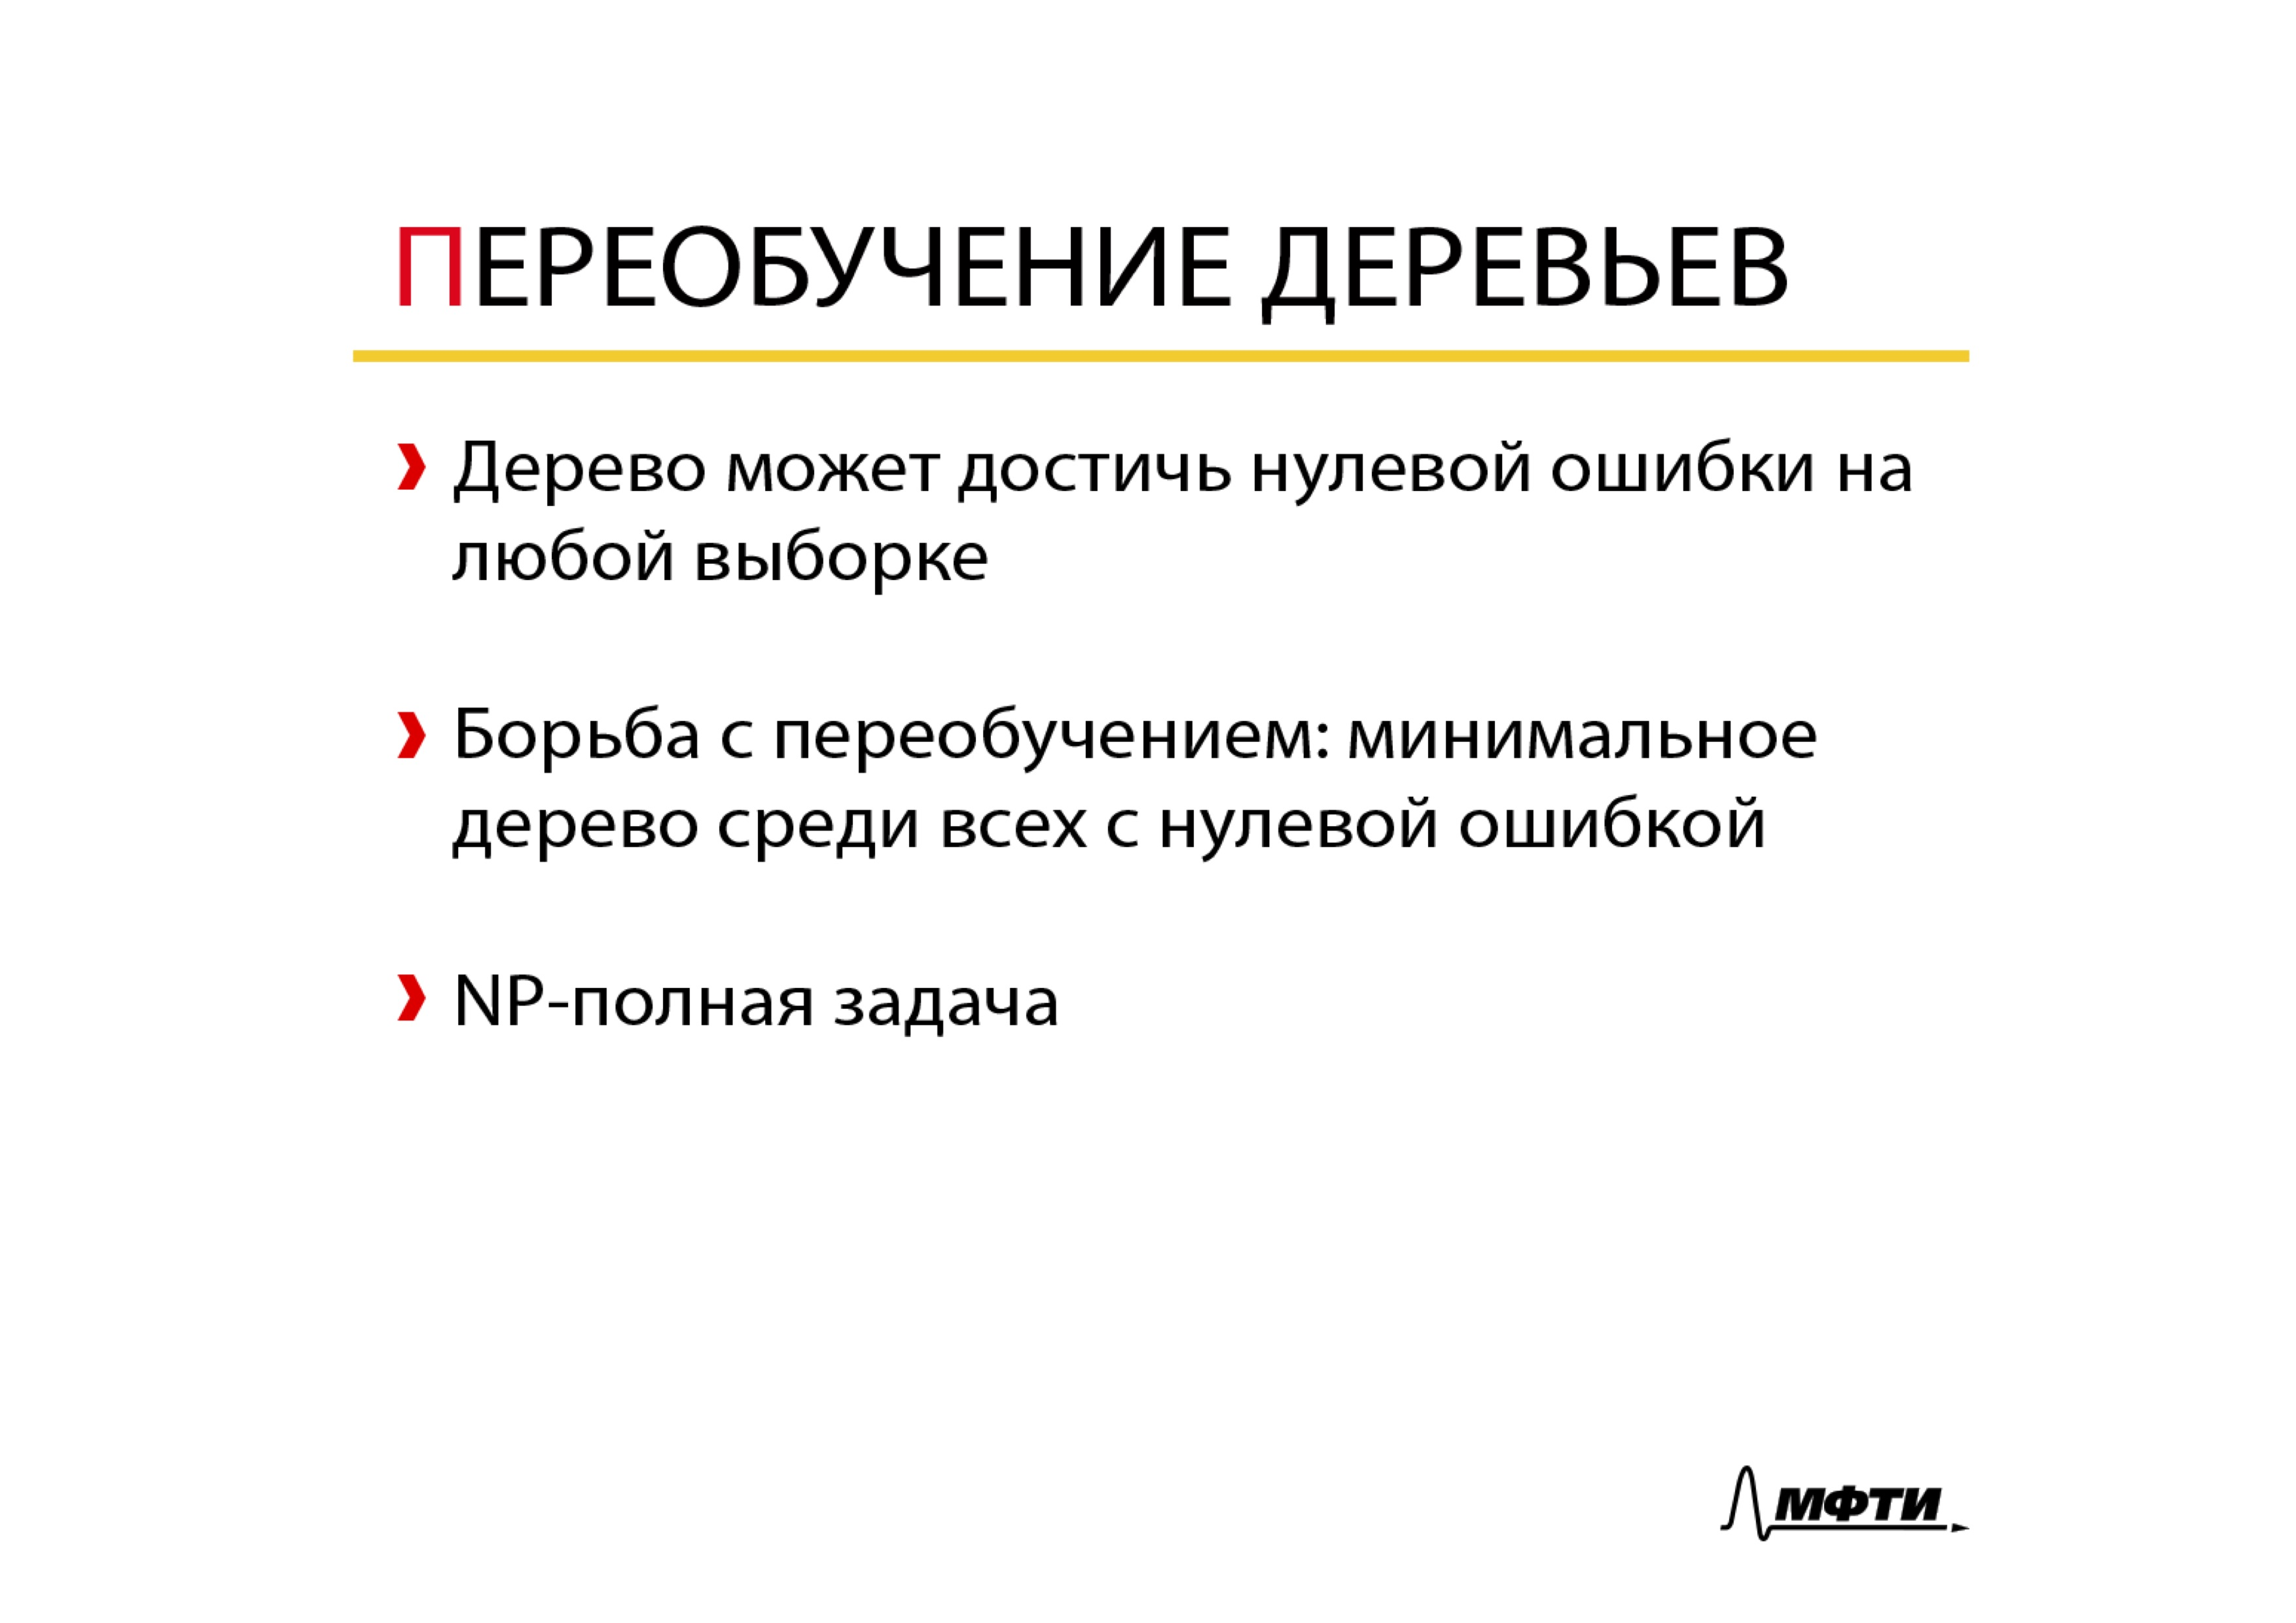 ПЕРЕОБУЧЕНИЕ ДЕРЕВЬЕВ
Дерево может достичь нулевой ошибки на
любой выборке
Борьба с переобучением: минимальное
дерево среди всех с нулевой ошибкой
NP-полная задача
МФТИ